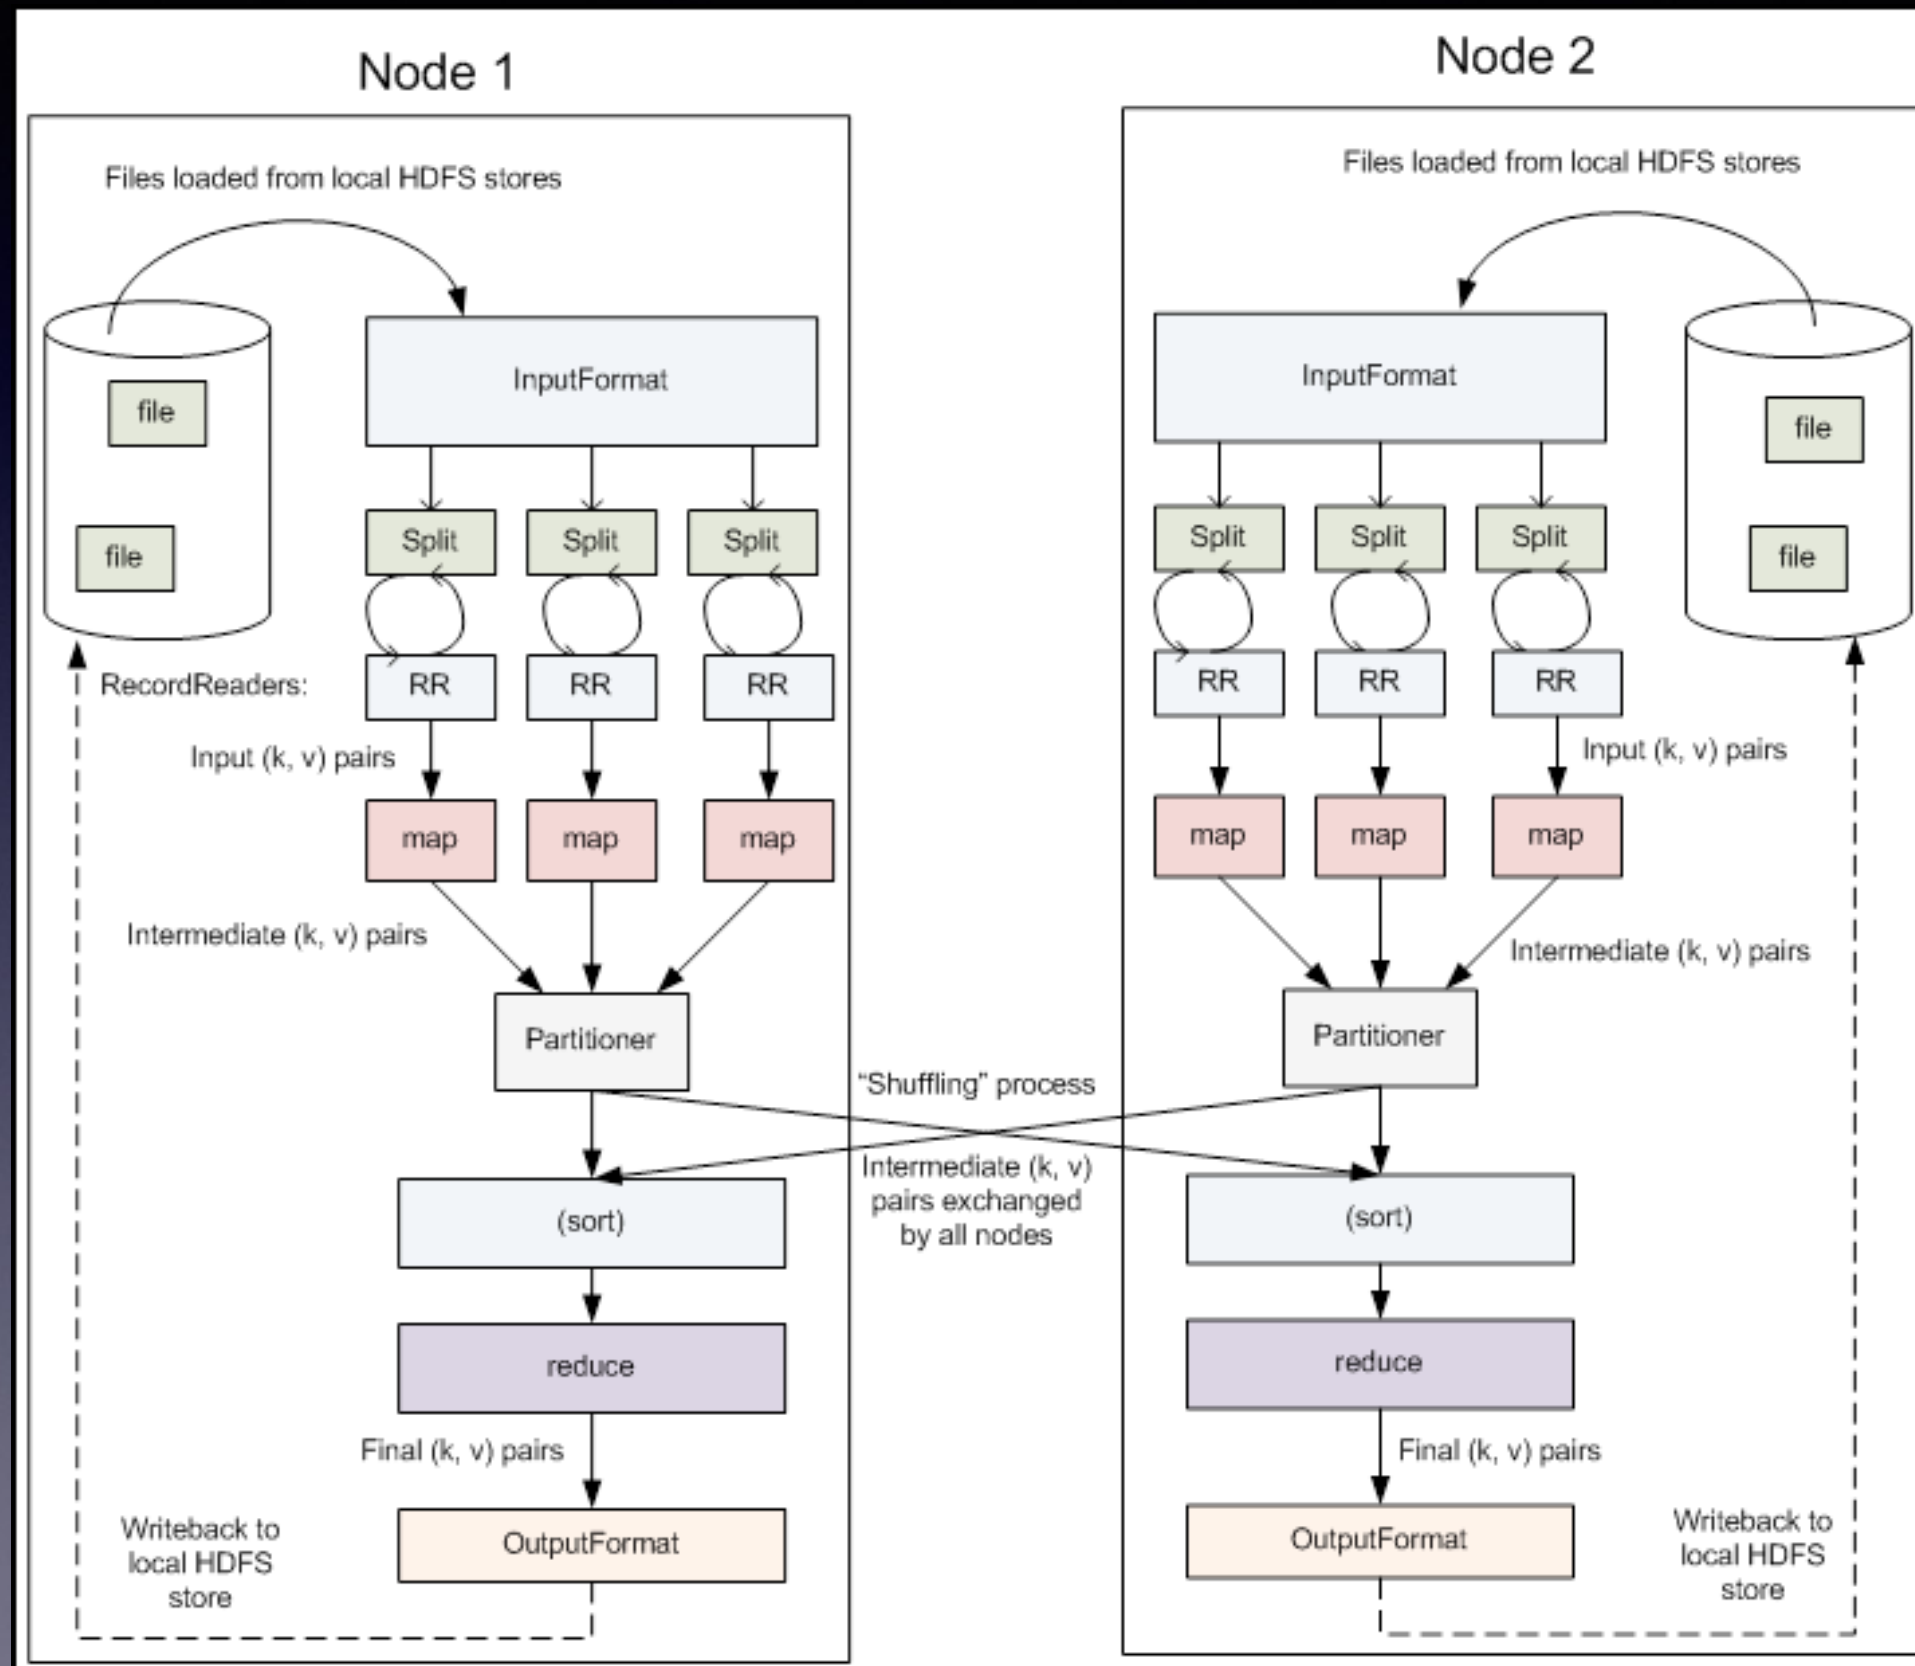 Node 1
Files loaded from local HDFS stores
file
file
InputFormat
Split
Split
Split
RecordReaders:
RR
RR
RR
Input (k, v) pairs
map
map
map
Intermediate (k, v) pairs
Partitioner
(sort)
reduce
Final (k, v) pairs
OutputFormat
Writeback to
local HDFS
store
“Shuffling” process
Intermediate (k, v)
pairs exchanged
by all nodes
Node 2
Files loaded from local HDFS stores
InputFormat
file
file
Split
Split
Split
RR
RR
RR
Input (k, v) pairs
map
map
map
Intermediate (k, v) pairs
Partitioner
(sort)
reduce
Final (k, v) pairs
OutputFormat
Writeback to
local HDFS
store